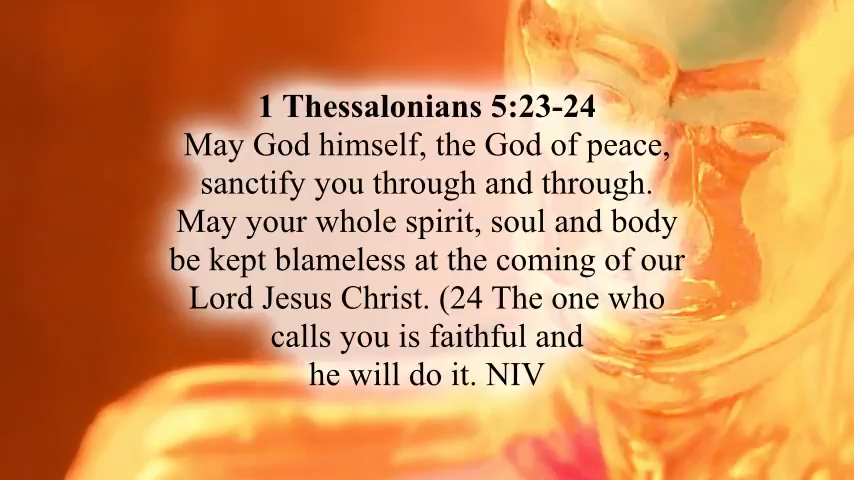 1 Thessalonians 5:23-24
May God himself, the God of peace,
sanctify you through and through.
May your whole spirit, soul and body
be kept blameless at the coming of our
Lord Jesus Christ. (24 The one who
calls you is faithful and
he will do it. NIV